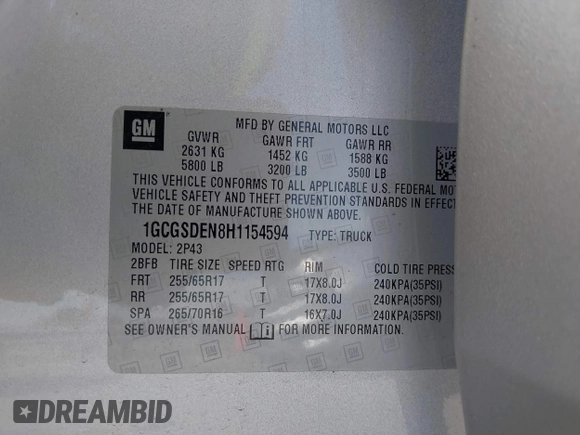 GM
MFD BY GENERAL MOTORS LLC
GVWR GAWR FRT GAWR RR
2631 KG 1452 KG 1588 KG
5800 LB 3200 LB 3500 LB
THIS VEHICLE CONFORMS TO ALL APPLICABLE U.S. FEDERAL MOT
VEHICLE SAFETY AND THEFT PREVENTION STANDARDS IN EFFECT
THE DATE OF MANUFACTURE SHOWN ABOVE.
1GCGSDEN8H1154594 TYPE: TRUCK
MODEL: 2P43
2BFB TIRE SIZE SPEED RTG RIM COLD TIRE PRES
FRT 255/65R17 T 17X8.0J 240KPA(35PSI)
RR 255/65R17 T 17X8.0J 240KPA(35PSI)
SPA 265/70R16 T 16X7.0J 240KPA(35PSI)
SEE OWNER'S MANUAL FOR MORE INFORMATION.
DREAMBID